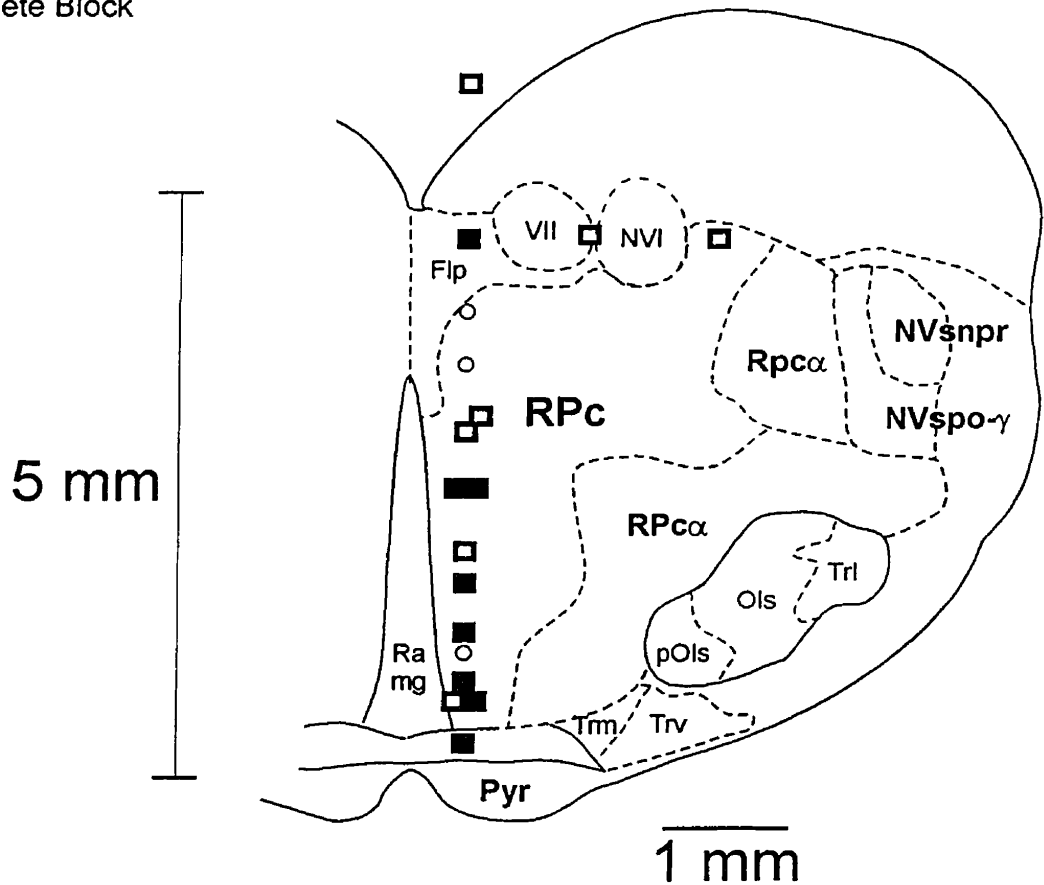 ete Block
VII
NVI
Flp
NVsnpr
Rpcα
RPc
NVspo-γ
5 mm
RPcα
Trl
Ols
Ra
mg
pOls
Trm
Trv
Pyr
1 mm